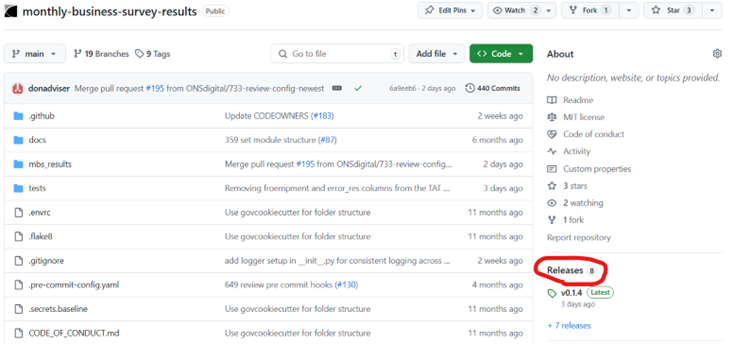 monthly-business-survey-results Public
Edit Pins Watch 2 Fork 1 Star 3
main 19 Branches 9 Tags Go to file t Add file Code
donadviser Merge pull request #195 from ONSdigital/733-review-config-newest 6a9eeb6 · 2 days ago 440 Commits
.github Update CODEOWNERS (#183) 2 weeks ago
docs 359 set module structure (#87) 6 months ago
mbs_results Merge pull request #195 from ONSdigital/733-review-config... 2 days ago
tests Removing froempment and error_res columns from the TAT ... 3 days ago
.envrc Use govcookiecutter for folder structure 11 months ago
.flake8 Use govcookiecutter for folder structure 11 months ago
.gitignore add logger setup in __init__.py for consistent logging across ... 2 weeks ago
.pre-commit-config.yaml 649 review pre commit hooks (#130) 4 months ago
.secrets.baseline Use govcookiecutter for folder structure 11 months ago
CODE_OF_CONDUCT.md Use govcookiecutter for folder structure 11 months ago
About
No description, website, or topics provided.
Readme
MIT license
Code of conduct
Activity
Custom properties
3 stars
2 watching
1 fork
Report repository
Releases 8
v0.1.4 Latest
3 days ago
+ 7 releases